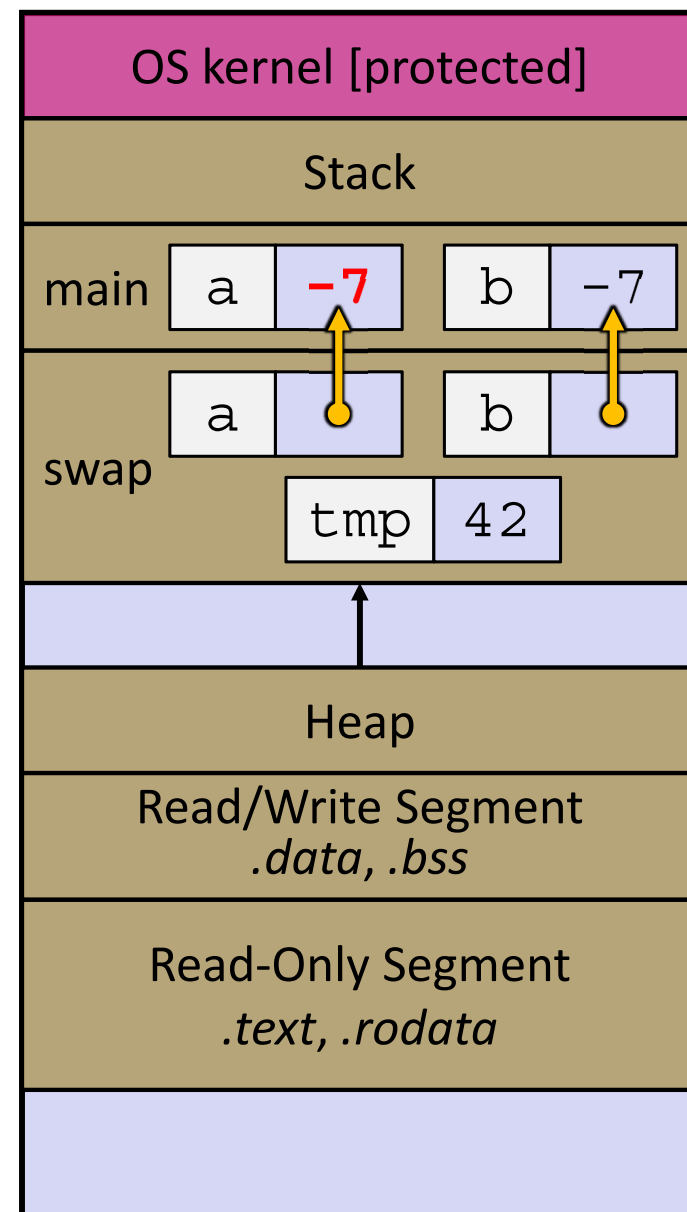 OS kernel [protected]
Stack
main a -7 b -7
swap a b
tmp 42
Heap
Read/Write Segment
.data, .bss
Read-Only Segment
.text, .rodata